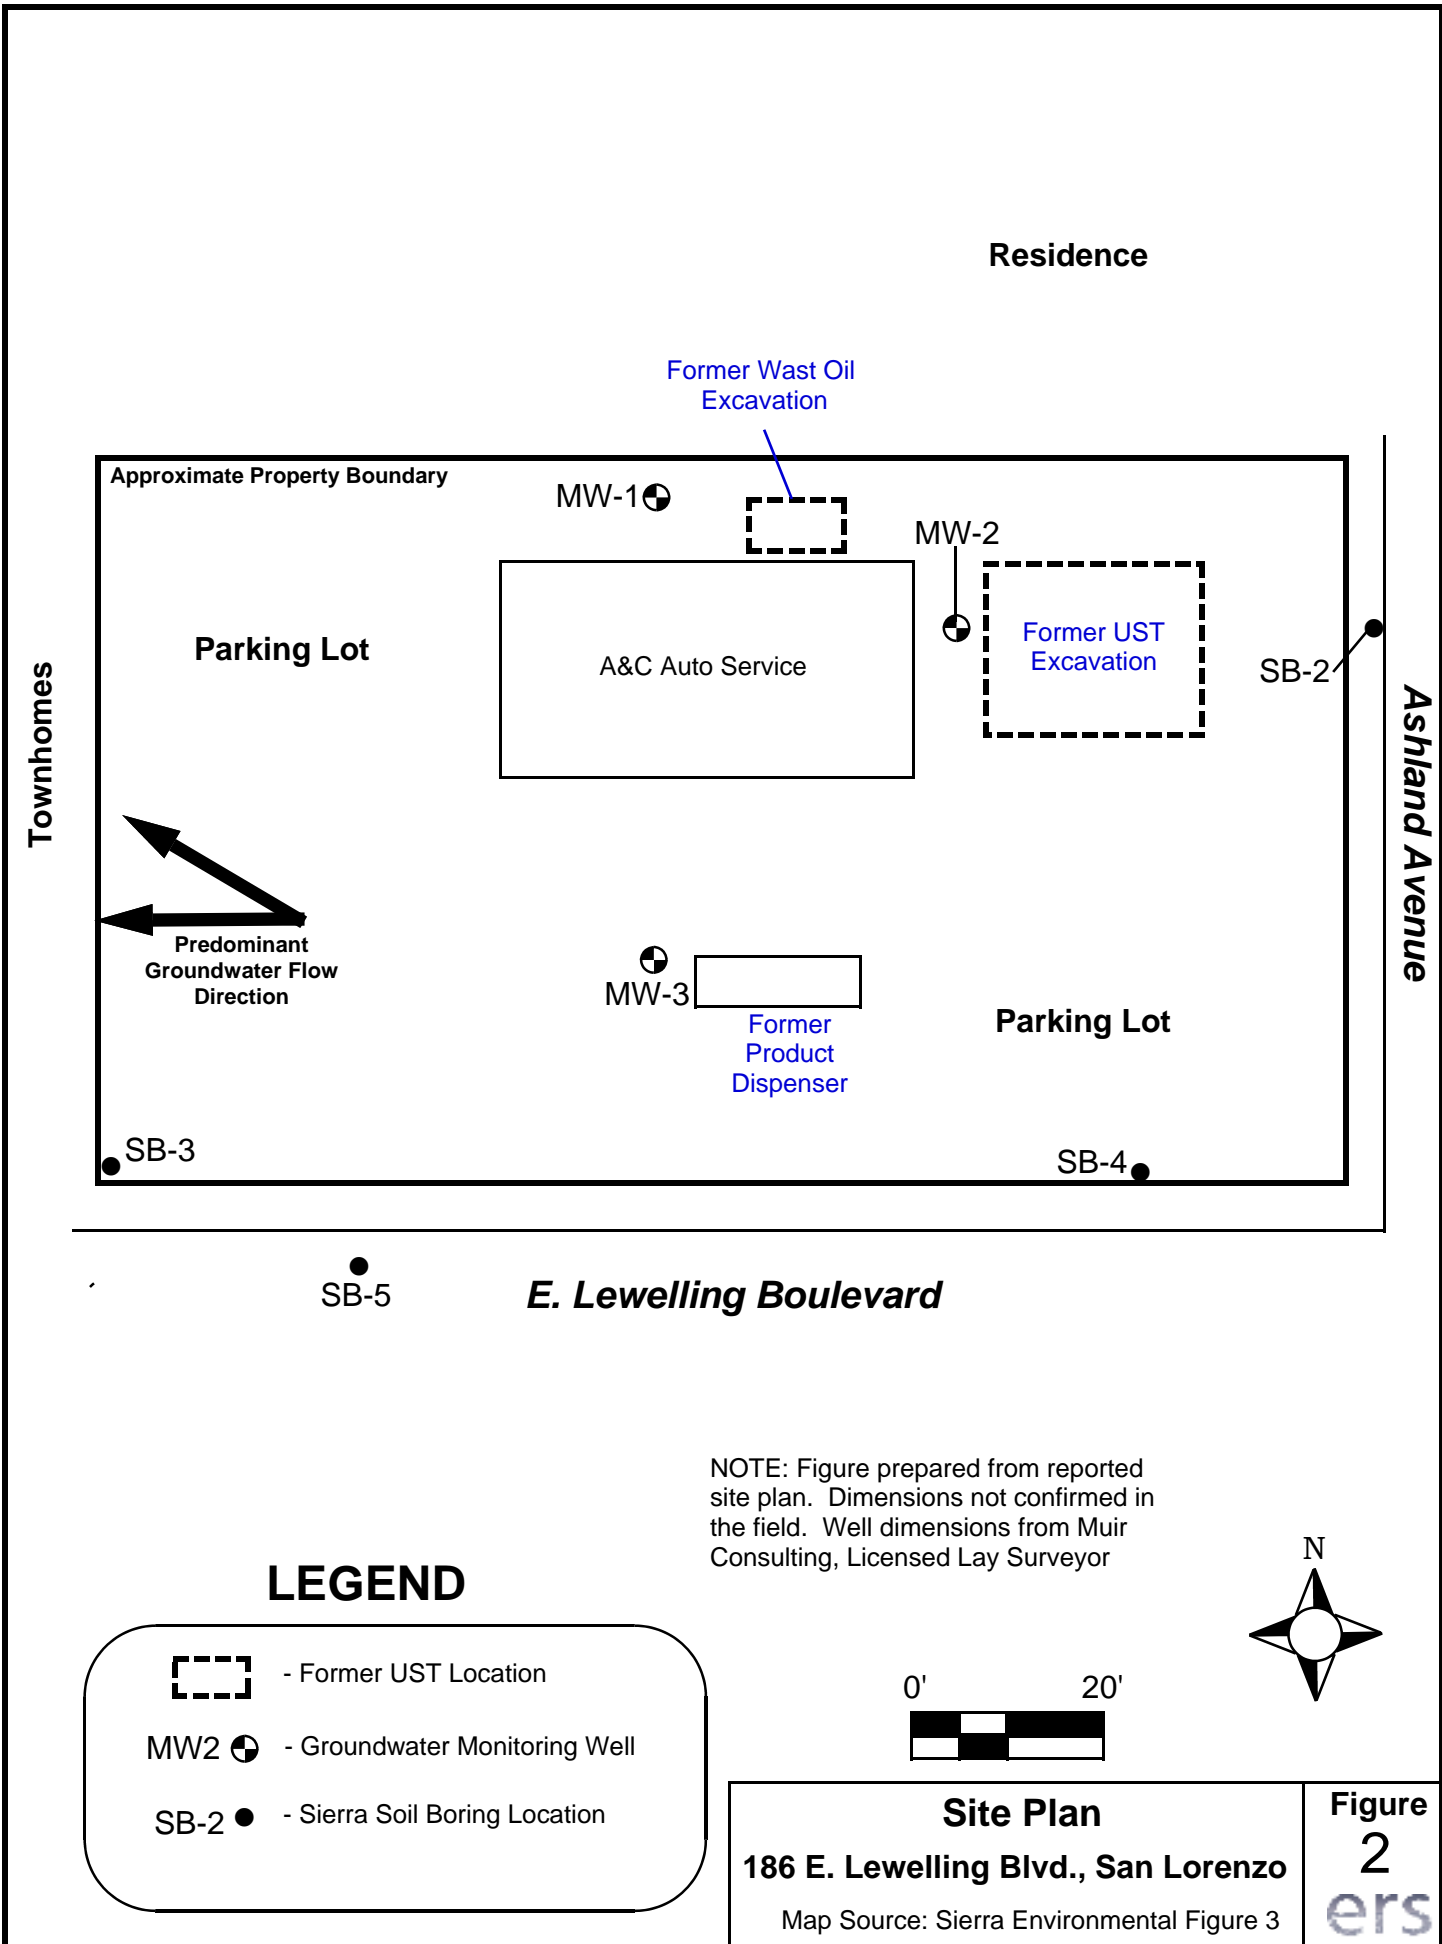 Residence
Former Wast Oil
Excavation
Approximate Property Boundary
MW-1
MW-2
Parking Lot
A&C Auto Service
Former UST
Excavation
SB-2
Townhomes
Ashland Avenue
Predominant
Groundwater Flow
Direction
MW-3
Former
Product
Dispenser
Parking Lot
SB-3
SB-4
SB-5
E. Lewelling Boulevard
NOTE: Figure prepared from reported
site plan. Dimensions not confirmed in
the field. Well dimensions from Muir
Consulting, Licensed Lay Surveyor
N
LEGEND
- Former UST Location
MW2 - Groundwater Monitoring Well
SB-2 - Sierra Soil Boring Location
0' 20'
Site Plan
186 E. Lewelling Blvd., San Lorenzo
Map Source: Sierra Environmental Figure 3
Figure
2
ers